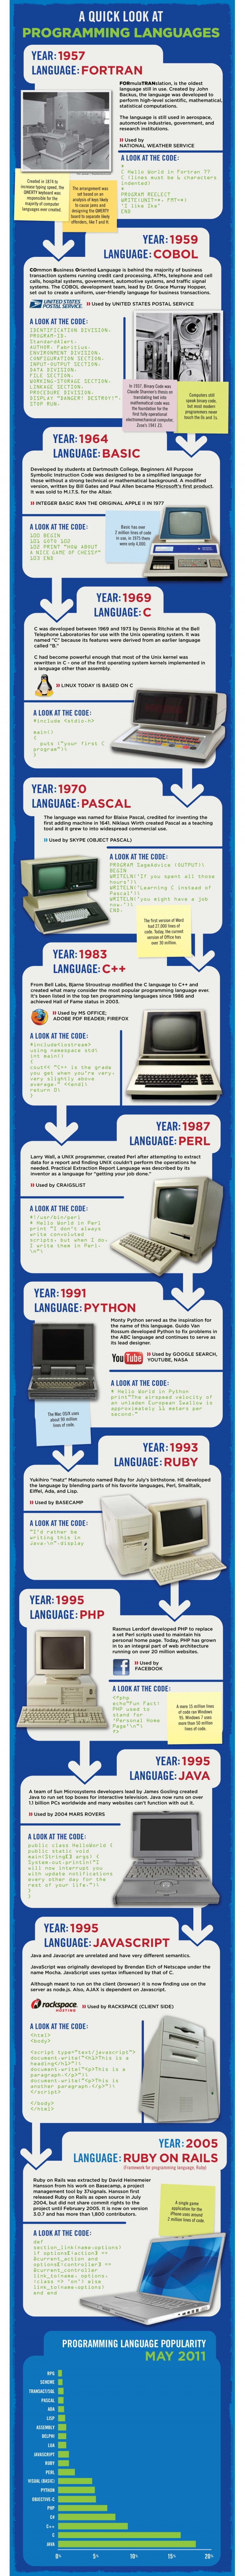 A QUICK LOOK AT
PROGRAMMING LANGUAGES
YEAR: 1957
LANGUAGE: FORTRAN
FORmulaTRANslation, is the oldest
language still in use. Created by John
Backus, the language was developed to
perform high-level scientific, mathematical,
statistical computations.
The language is still used in aerospace,
automotive industries, government, and
research institutions.
Used by
NATIONAL WEATHER SERVICE
Created in 1874 to
increase typing speed, the
QWERTY keyboard was
responsible for the
majority of computer
languages ever created.
The arrangement was
set based on an
analysis of keys likely
to cause jams and
designing the QWERTY
board to separate likely
offenders, like T and H.
A LOOK AT THE CODE:
*
C Hello World in Fortran 77
C (lines must be 6 characters
indented)
*
PROGRAM REELECT
WRITE(UNIT=*, FMT=*)
'I like Ike'
END
YEAR: 1959
LANGUAGE: COBOL
COmmon Business Oriented Language is behind the majority of business
transaction systems running credit card processing, ATMs, telephone and cell
calls, hospital systems, government, automotive systems, and traffic signal
systems. The COBOL development team, lead by Dr. Grace Murray Hopper,
set out to create a portable language for data processing.
UNITED STATES
POSTAL SERVICE
Used by UNITED STATES POSTAL SERVICE
A LOOK AT THE CODE:
IDENTIFICATION DIVISION.
PROGRAM-ID.
StandardAlert.
AUTHOR. Fabritius.
ENVIRONMENT DIVISION.
CONFIGURATION SECTION.
INPUT-OUTPUT SECTION.
DATA DIVISION.
FILE SECTION.
WORKING-STORAGE SECTION.
LINKAGE SECTION.
PROCEDURE DIVISION.
DISPLAY "DANGER! DESTROY!".
STOP RUN.
In 1937, Binary Code was
Claude Shannon's thesis on
translating text into
mathematical code was
the foundation for the
first fully operational
electromechanical computer,
Zuse's 1941 Z3.
Computers still
speak binary code,
but most modern
programmers never
touch the 0s and 1s.
YEAR: 1964
LANGUAGE: BASIC
Developed by students at Dartmouth College, Beginners All Purpose
Symbolic Instruction Code was designed to be a simplified language for
those without a strong technical or mathematical background. A modified
version, written by Bill Gates and Paul Allen became Microsoft's first product.
It was sold to M.I.T.S. for the Altair.
INTEGER BASIC RAN THE ORIGINAL APPLE II IN 1977
A LOOK AT THE CODE:
100 BEGIN
101 GOTO 102
102 PRINT "HOW ABOUT
A NICE GAME OF CHESS?"
103 END
Basic has over
2 million lines of code
in use, in 1975 there
were only 4,000.
YEAR: 1969
LANGUAGE: C
C was developed between 1969 and 1973 by Dennis Ritchie at the Bell
Telephone Laboratories for use with the Unix operating system. It was
named "C" because its features were derived from an earlier language
called "B."
C had become powerful enough that most of the Unix kernel was
rewritten in C - one of the first operating system kernels implemented in
a language other than assembly.
LINUX TODAY IS BASED ON C
A LOOK AT THE CODE:
#include <stdio.h>
main()
{
puts ("your first C
program");
}
YEAR: 1970
LANGUAGE: PASCAL
The language was named for Blaise Pascal, credited for inventing the
first adding machine in 1641. Niklaus Wirth created Pascal as a teaching
tool and it grew to into widespread commercial use.
Used by SKYPE (OBJECT PASCAL)
A LOOK AT THE CODE:
PROGRAM SageAdvice (OUTPUT);
BEGIN
WRITELN('If you spent all those
hours');
WRITELN('Learning C instead of
Pascal');
WRITELN('you might have a job
now.');
END.
The first version of Word
had 27,000 lines of
code. Today, the current
version of Office has
over 30 million.
YEAR: 1983
LANGUAGE: C++
From Bell Labs, Bjarne Stroustrup modified the C language to C++ and
created what many consider the most popular programming language ever.
It's been listed in the top ten programming languages since 1986 and
achieved Hall of Fame status in 2003.
Used by MS OFFICE;
ADOBE PDF READER; FIREFOX
A LOOK AT THE CODE:
#include<iostream>
using namespace std;
int main()
{
cout<< "C++ is the grade
you get when you're very,
very slightly above
average." <<endl;
return 0;
}
YEAR: 1987
LANGUAGE: PERL
Larry Wall, a UNIX programmer, created Perl after attempting to extract
data for a report and finding UNIX couldn't perform the operations he
needed. Practical Extraction Report Language was described by its
inventor as a language for "getting your job done."
Used by CRAIGSLIST
A LOOK AT THE CODE:
#!/usr/bin/perl
# Hello World in Perl
print "I don't always
write convoluted
scripts, but when I do,
I write them in Perl.
\n";
YEAR: 1991
LANGUAGE: PYTHON
Monty Python served as the inspiration for
the name of this language. Guido Van
Rossum developed Python to fix problems in
the ABC language and continues to serve as
its lead designer.
YouTube
Used by GOOGLE SEARCH,
YOUTUBE, NASA
A LOOK AT THE CODE:
# Hello World in Python
print"The airspeed velocity of
an unladen European Swallow is
approximately 11 meters per
second."
The Mac OS/X uses
about 90 million
lines of code.
YEAR: 1993
LANGUAGE: RUBY
Yukihiro "matz" Matsumoto named Ruby for July's birthstone. HE developed
the language by blending parts of his favorite languages, Perl, Smalltalk,
Eiffel, Ada, and Lisp.
Used by BASECAMP
A LOOK AT THE CODE:
"I'd rather be
writing this in
Java.\n".display
YEAR: 1995
LANGUAGE: PHP
Rasmus Lerdorf developed PHP to replace
a set Perl scripts used to maintain his
personal home page. Today, PHP has grown
in to an integral part of web architecture
running on over 20 million websites.
Used by
FACEBOOK
A LOOK AT THE CODE:
<?php
echo"Fun Fact:
PHP used to
stand for
'Personal Home
Page'\n";
?>
A mere 15 million lines
of code ran Windows
95. Windows 7 uses
more than 50 million
lines of code.
YEAR: 1995
LANGUAGE: JAVA
A team of Sun Microsystems developers lead by James Gosling created
Java to run set top boxes for interactive television. Java now runs on over
1.1 billion PCs worldwide and many websites can't function with out it.
Used by 2004 MARS ROVERS
A LOOK AT THE CODE:
public class HelloWorld {
public static void
main(String[] args) {
System.out.println("I
will now interrupt you
with update notifications
every other day for the
rest of your life.");
}
}
YEAR: 1995
LANGUAGE: JAVASCRIPT
Java and Javacript are unrelated and have very different semantics.
JavaScript was originally developed by Brendan Eich of Netscape under the
name Mocha. JavaScript uses syntax influenced by that of C.
Although meant to run on the client (browser) it is now finding use on the
server as node.js. Also, AJAX is dependent on Javascript.
rackspace
HOSTING
Used by RACKSPACE (CLIENT SIDE)
A LOOK AT THE CODE:
<html>
<body>
<script type="text/javascript">
document.write("<h1>This is a
heading</h1>");
document.write("<p>This is a
paragraph.</p>");
document.write("<p>This is
another paragraph.</p>");
</script>
</body>
</html>
YEAR: 2005
LANGUAGE: RUBY ON RAILS
(Framework for programming language, Ruby)
Ruby on Rails was extracted by David Heinemeier
Hansson from his work on Basecamp, a project
management tool by 37signals. Hansson first
released Ruby on Rails as open source in July
2004, but did not share commit rights to the
project until February 2005. It is now on version
3.0.7 and has more than 1,800 contributors.
A single game
application for the
iPhone uses around
2 million lines of code.
A LOOK AT THE CODE:
def
section_link(name,options)
if options[:action] ==
@current_action and
options[:controller] ==
@current_controller
link_to(name, options,
:class => 'on') else
link_to(name,options)
end end
PROGRAMMING LANGUAGE POPULARITY
MAY 2011
RPG
SCHEME
TRANSACT/SQL
PASCAL
ADA
LISP
ASSEMBLY
DELPHI
LUA
JAVASCRIPT
RUBY
PERL
VISUAL (BASIC)
PYTHON
OBJECTIVE-C
PHP
C#
C++
C
JAVA
0%
5%
10%
15%
20%